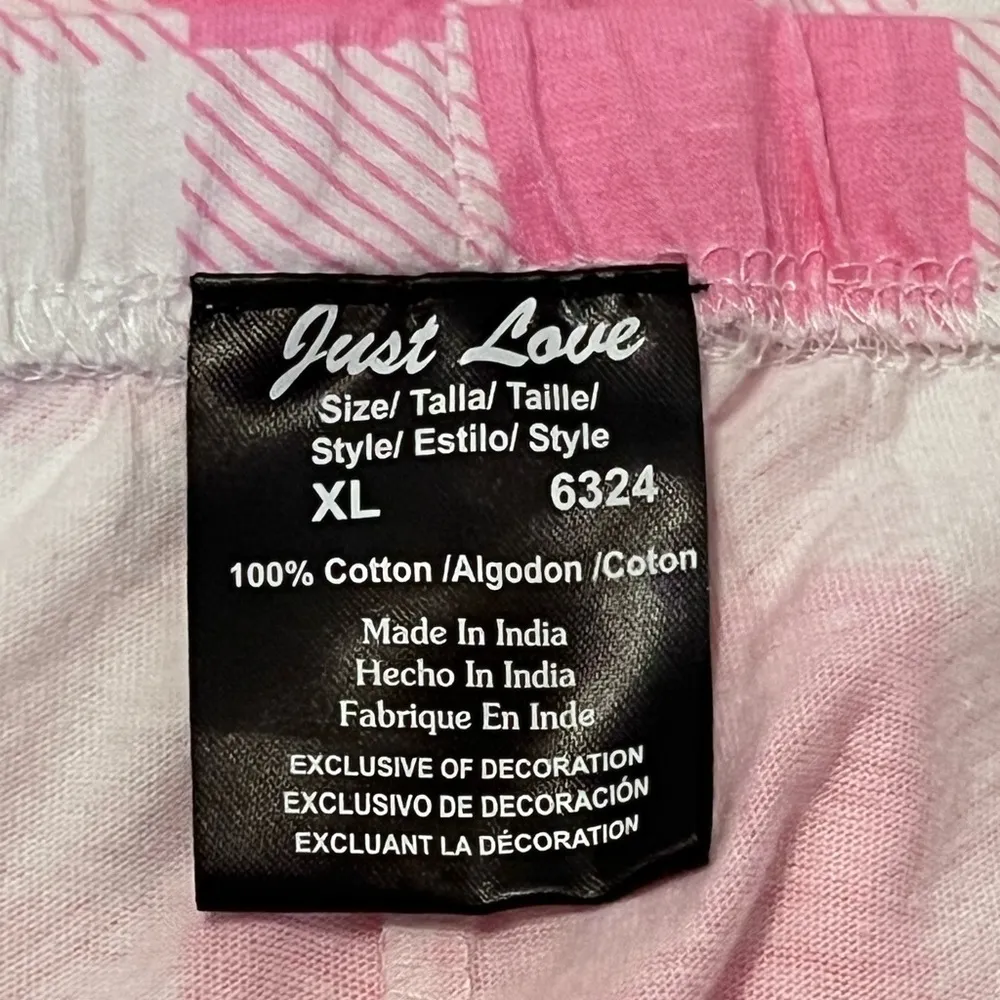 Just Love
Size/ Talla/ Taille/
Style/ Estilo/ Style
XL 6324
100% Cotton /Algodon /Coton
Made In India
Hecho In India
Fabrique En Inde
EXCLUSIVE OF DECORATION
EXCLUSIVO DE DECORACIÓN
EXCLUANT LA DÉCORATION